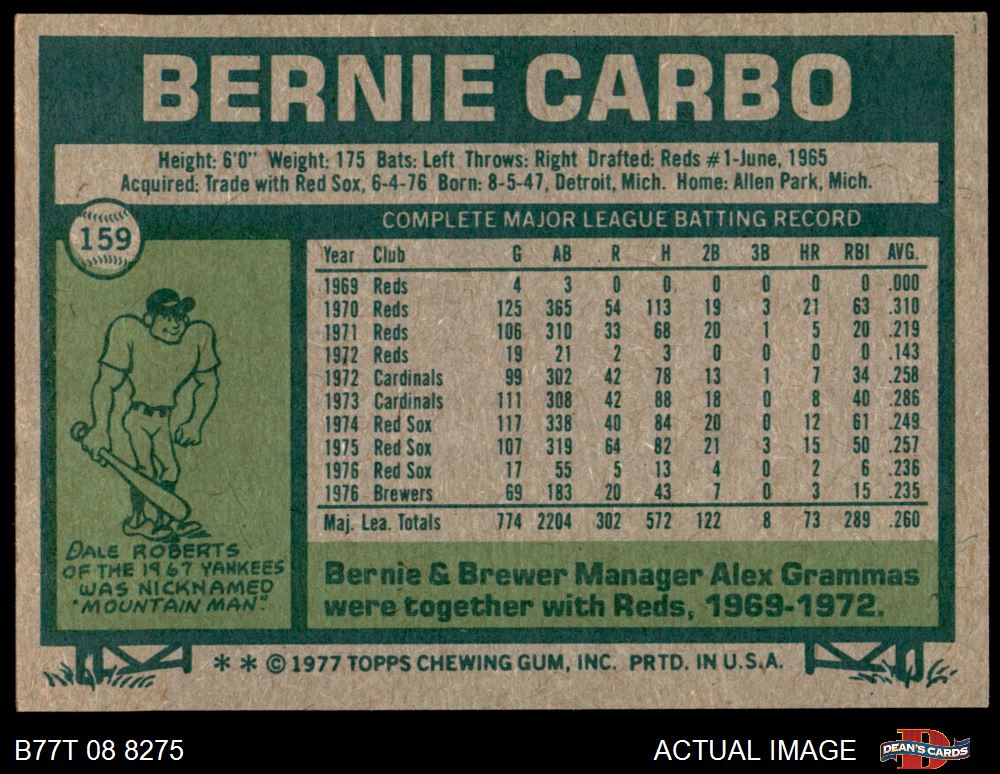 BERNIE CARBO
Height: 6'0" Weight: 175 Bats: Left Throws: Right Drafted: Reds #1-June, 1965
Acquired: Trade with Red Sox, 6-4-76 Born: 8-5-47, Detroit, Mich. Home: Allen Park, Mich.
159
COMPLETE MAJOR LEAGUE BATTING RECORD
Year Club G AB R H 2B 3B HR RBI AVG.
1969 Reds 4 3 0 0 0 0 0 0 .000
1970 Reds 125 365 54 113 19 3 21 63 .310
1971 Reds 106 310 33 68 20 1 5 20 .219
1972 Reds 19 21 2 3 0 0 0 0 .143
1972 Cardinals 99 302 42 78 13 1 7 34 .258
1973 Cardinals 111 308 42 88 18 0 8 40 .286
1974 Red Sox 117 338 40 84 20 0 12 61 .249
1975 Red Sox 107 319 64 82 21 3 15 50 .257
1976 Red Sox 17 55 5 13 4 0 2 6 .236
1976 Brewers 69 183 20 43 7 0 3 15 .235
Maj. Lea. Totals 774 2204 302 572 122 8 73 289 .260
DALE ROBERTS
OF THE 1967 YANKEES
WAS NICKNAMED
"MOUNTAIN MAN".
Bernie & Brewer Manager Alex Grammas
were together with Reds, 1969-1972.
* * © 1977 TOPPS CHEWING GUM, INC. PRTD. IN U.S.A.
B77T 08 8275
ACTUAL IMAGE
DEAN'S CARDS